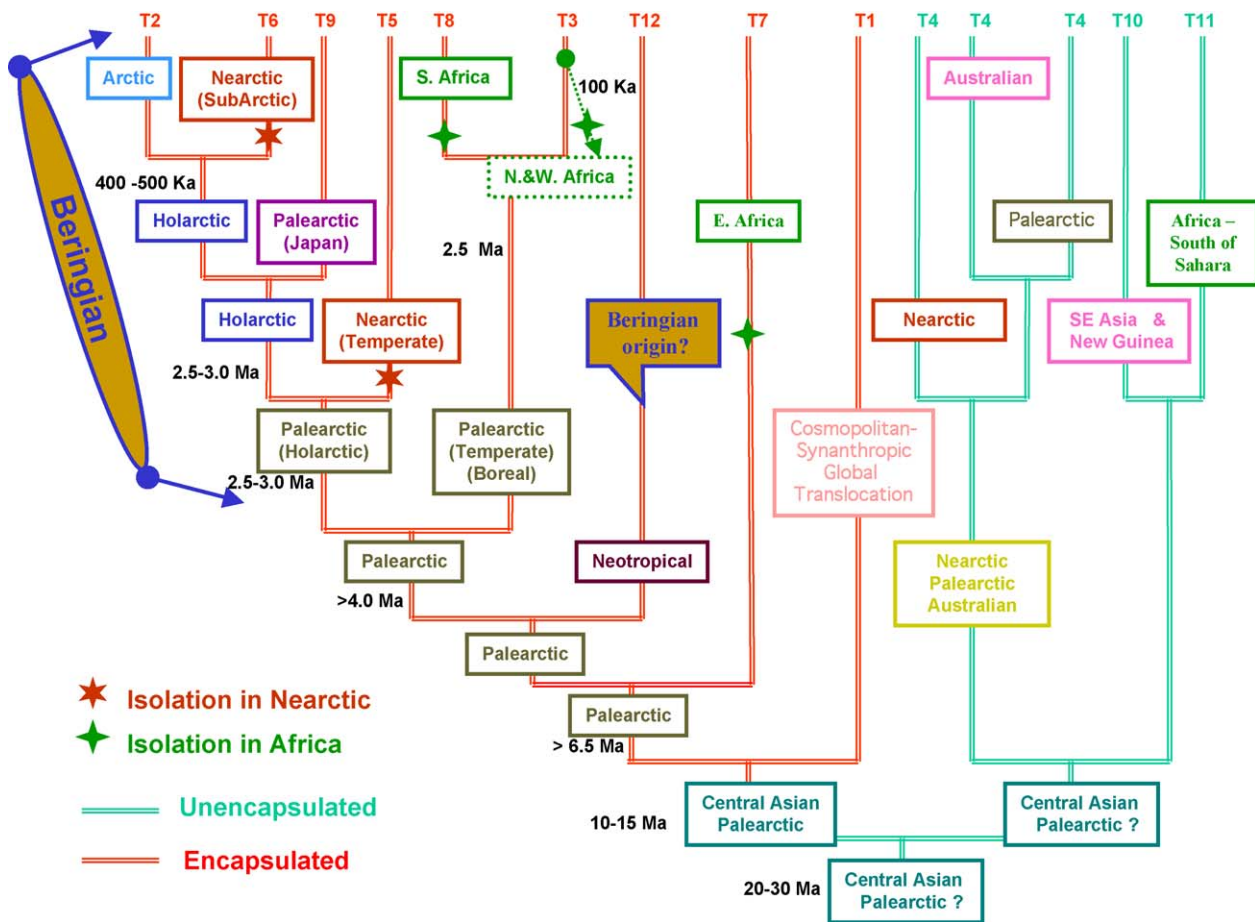 T2 T6 T9 T5 T8 T3 T12 T7 T1 T4 T4 T4 T10 T11
Arctic
Nearctic
(SubArctic)
S. Africa
100 Ka
Australian
N.&W. Africa
400 -500 Ka
Beringian
Holarctic
Palearctic
(Japan)
2.5 Ma
E. Africa
Palearctic
Africa –
South of
Sahara
Holarctic
Nearctic
(Temperate)
Beringian
origin?
Nearctic
SE Asia &
New Guinea
2.5-3.0 Ma
Palearctic
(Holarctic)
Palearctic
(Temperate)
(Boreal)
Cosmopolitan-
Synanthropic
Global
Translocation
2.5-3.0 Ma
Palearctic
Neotropical
Nearctic
Palearctic
Australian
>4.0 Ma
Palearctic
Isolation in Nearctic
Palearctic
Isolation in Africa
> 6.5 Ma
Unencapsulated
Central Asian
Palearctic
Central Asian
Palearctic ?
10-15 Ma
Encapsulated
20-30 Ma
Central Asian
Palearctic ?